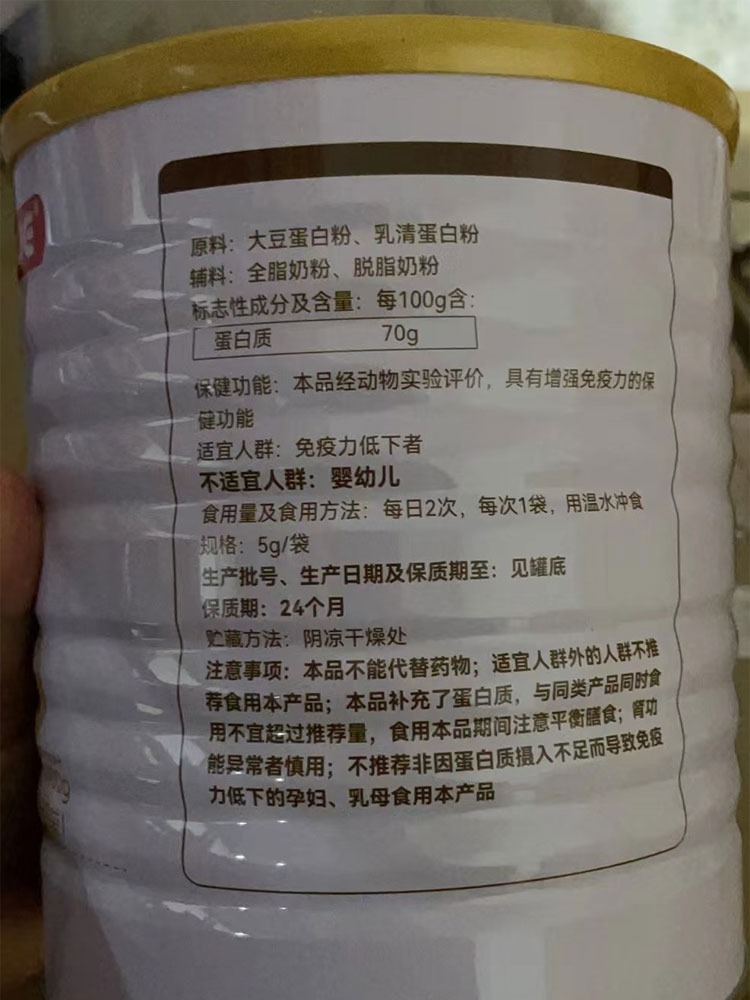 原料：大豆蛋白粉、乳清蛋白粉
辅料：全脂奶粉、脱脂奶粉
标志性成分及含量：每100g含：
蛋白质 70g
保健功能：本品经动物实验评价，具有增强免疫力的保
健功能
适宜人群：免疫力低下者
不适宜人群：婴幼儿
食用量及食用方法：每日2次，每次1袋，用温水冲食
规格：5g/袋
生产批号、生产日期及保质期至：见罐底
保质期：24个月
贮藏方法：阴凉干燥处
注意事项：本品不能代替药物；适宜人群外的人群不推
荐食用本产品；本品补充了蛋白质，与同类产品同时食
用不宜超过推荐量，食用本品期间注意平衡膳食；肾功
能异常者慎用；不推荐非因蛋白质摄入不足而导致免疫
力低下的孕妇、乳母食用本产品